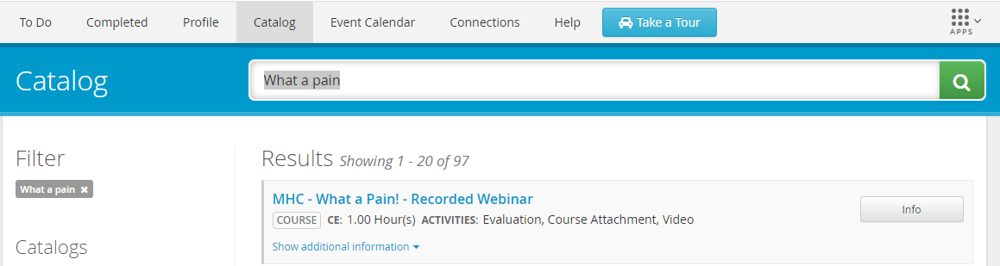 To Do Completed Profile Catalog Event Calendar Connections Help Take a Tour APPS
Catalog What a pain
Filter
What a pain ×
Catalogs
Results Showing 1 - 20 of 97
MHC - What a Pain! - Recorded Webinar
COURSE CE: 1.00 Hour(s) ACTIVITIES: Evaluation, Course Attachment, Video
Show additional information
Info